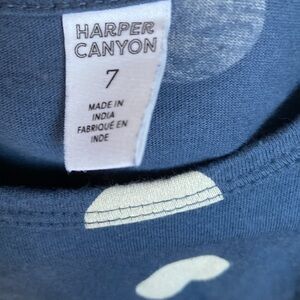 HARPER
CANYON
7
MADE IN
INDIA
FABRIQUÉ EN
INDE